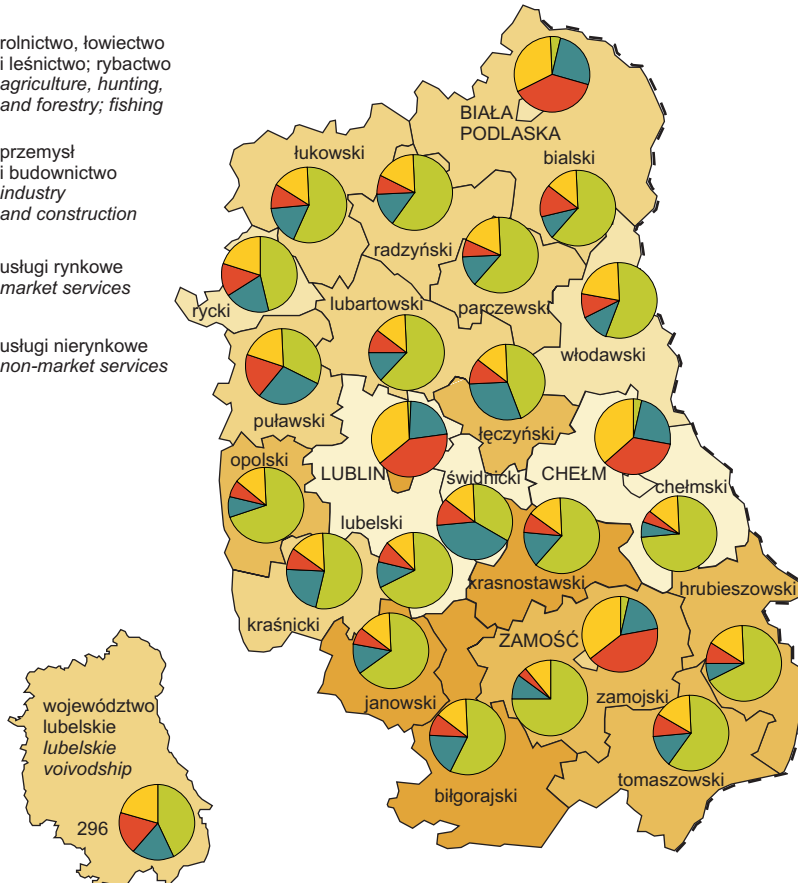 rolnictwo, łowiectwo
i leśnictwo; rybactwo
agriculture, hunting,
and forestry; fishing
przemysł
i budownictwo
industry
and construction
usługi rynkowe
market services
usługi nierynkowe
non-market services
BIAŁA
PODLASKA
łukowski
bialski
radzyński
rycki
lubartowski
parczewski
włodawski
puławski
łęczyński
opolski
LUBLIN
świdnicki
CHEŁM
chełmski
lubelski
krasnostawski
hrubieszowski
kraśnicki
ZAMOŚĆ
janowski
zamojski
tomaszowski
biłgorajski
województwo
lubelskie
lubelskie
voivodship
296